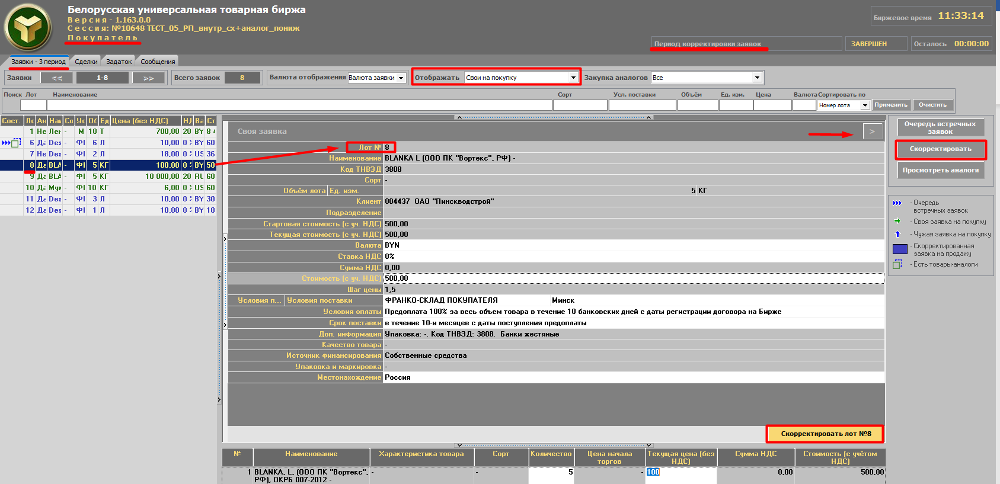 Белорусская универсальная товарная биржа
Версия - 1.163.0.0
Сессия: №10648 ТЕСТ_05_РП_внутр_сх+аналог_пониж
Покупатель
Биржевое время 11:33:14
Период корректировки заявок ЗАВЕРШЕН Осталось 00:00:00
Заявки - 3 период Сделки Задаток Сообщения
Заявки << 1-8 >> Всего заявок 8 Валюта отображения Валюта заявки Отображать Свои на покупку Закупка аналогов Все
Поиск Лот Наименование Сорт Усл. поставки Объём Ед. изм. Цена Валюта Сортировать по
Номер лота Применить Очистить
Сост. Лс Ан Наи Со Ус Об Ед Цена (без НДС) НД Ва Ст
1 Не Лен - М 10 Т 700,00 20 BY 8 4
6 Да Des - ФР 6 Л 10,00 0 BY 60
7 Не Des - ФР 2 Л 18,00 0 US 36
8 Да BLA - ФР 5 КГ 100,00 0 BY 50
9 Да BLA - ФР 5 КГ 10 000,00 20 RU 60
10 Да Мук - ФР 10 КГ 6,00 0 US 60
11 Да Des - ФР 3 Л 10,00 0 BY 30
12 Да Des - ФР 1 Л 10,00 0 BY 10
Своя заявка >
Лот № 8
Наименование BLANKA L (ООО ПК "Вортекс", РФ) -
Код ТНВЭД 3808
Сорт -
Объём лота Ед. изм. 5 КГ
Клиент 004437 ОАО "Пинскводстрой"
Подразделение
Стартовая стоимость (с уч. НДС) 500,00
Текущая стоимость (с уч. НДС) 500,00
Валюта BYN
Ставка НДС 0%
Сумма НДС 0,00
Стоимость (с уч. НДС) 500,00
Шаг цены 1,5
Условия п... Условия поставки ФРАНКО-СКЛАД ПОКУПАТЕЛЯ Минск
Условия оплаты Предоплата 100% за весь объем товара в течение 10 банковских дней с даты регистрации договора на Бирже
Срок поставки в течение 10-и месяцев с даты поступления предоплаты
Доп. информация Упаковка: -. Код ТНВЭД: 3808. Банки жестяные
Качество товара -
Источник финансирования Собственные средства
Упаковка и маркировка -
Местонахождение Россия
Скорректировать лот №8
Очередь встречных
заявок
Скорректировать
Просмотреть аналоги
- Очередь
встречных заявок
- Своя заявка на покупку
- Чужая заявка на покупку
- Скорректированная
заявка на продажу
- Есть товары-аналоги
№ Наименование Характеристика товара Сорт Количество Цена начала
торгов Текущая цена (без
НДС) Сумма НДС Стоимость (с учётом
НДС)
1 BLANKA, L, (ООО ПК "Вортекс", - - 5 - 100 0,00 500,00
РФ), ОКРБ 007-2012 -